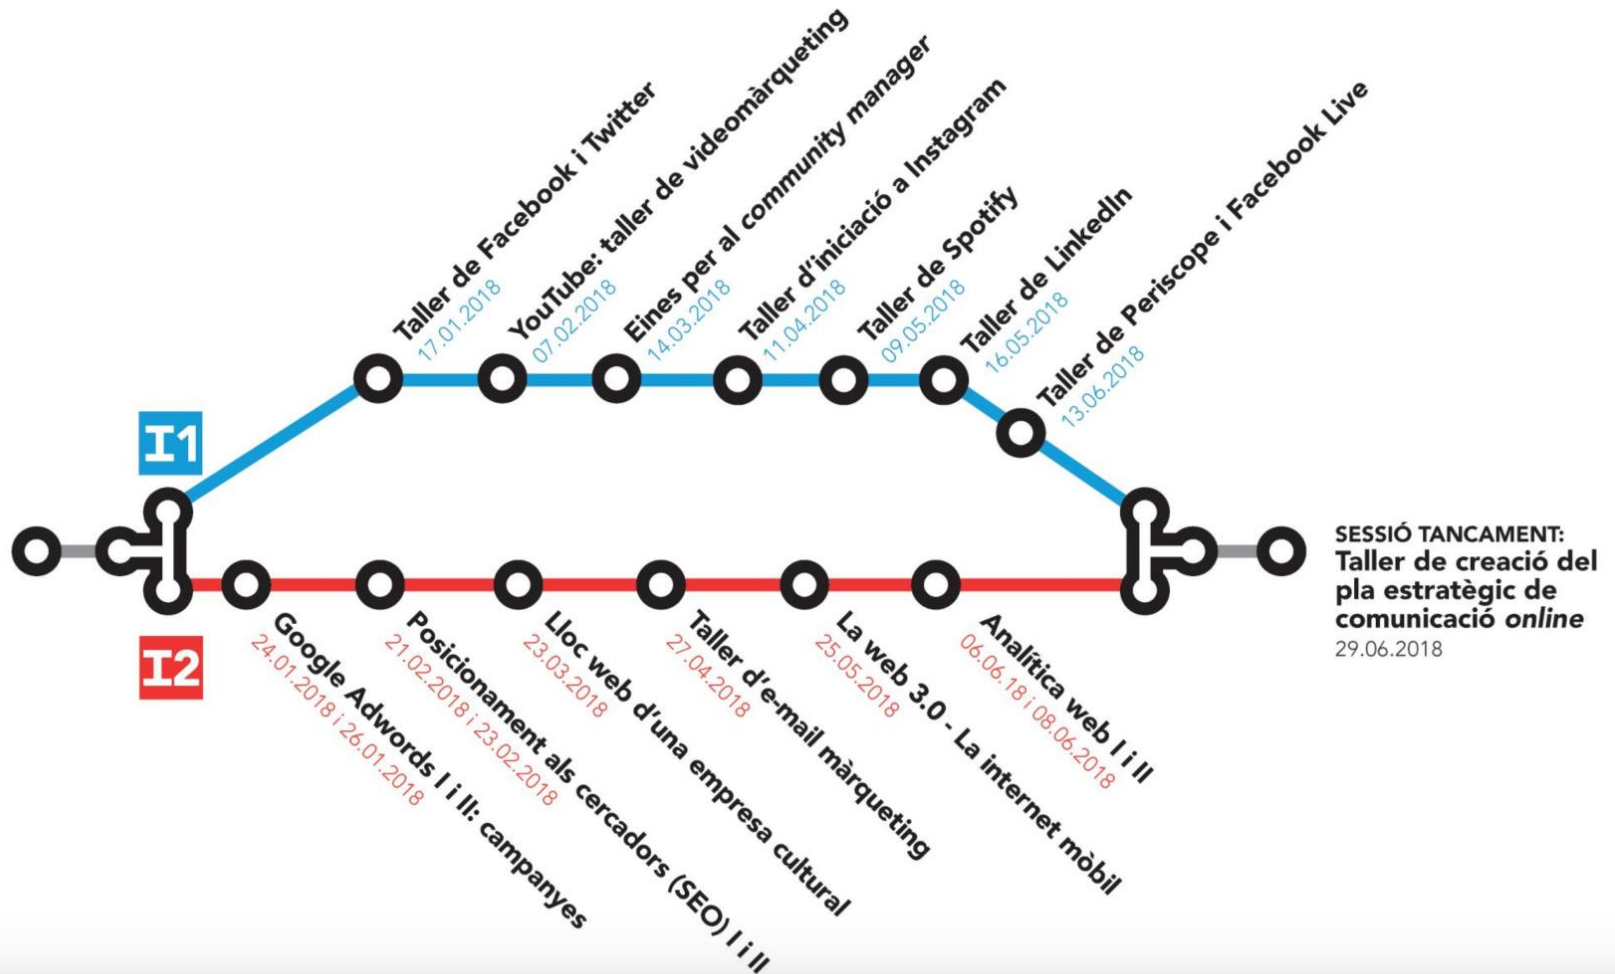 Taller de Facebook i Twitter
17.01.2018
YouTube: taller de videomàrqueting
07.02.2018
Eines per al community manager
14.03.2018
Taller d'iniciació a Instagram
11.04.2018
Taller de Spotify
09.05.2018
Taller de LinkedIn
16.05.2018
Taller de Periscope i Facebook Live
13.06.2018
I1
I2
Google Adwords I i II: campanyes
24.01.2018 i 26.01.2018
Posicionament als cercadors (SEO) I i II
21.02.2018 i 23.02.2018
Lloc web d'una empresa cultural
23.03.2018
Taller d'e-mail màrqueting
27.04.2018
La web 3.0 - La internet mòbil
25.05.2018
Analítica web I i II
06.06.18 i 08.06.2018
SESSIÓ TANCAMENT:
Taller de creació del
pla estratègic de
comunicació online
29.06.2018